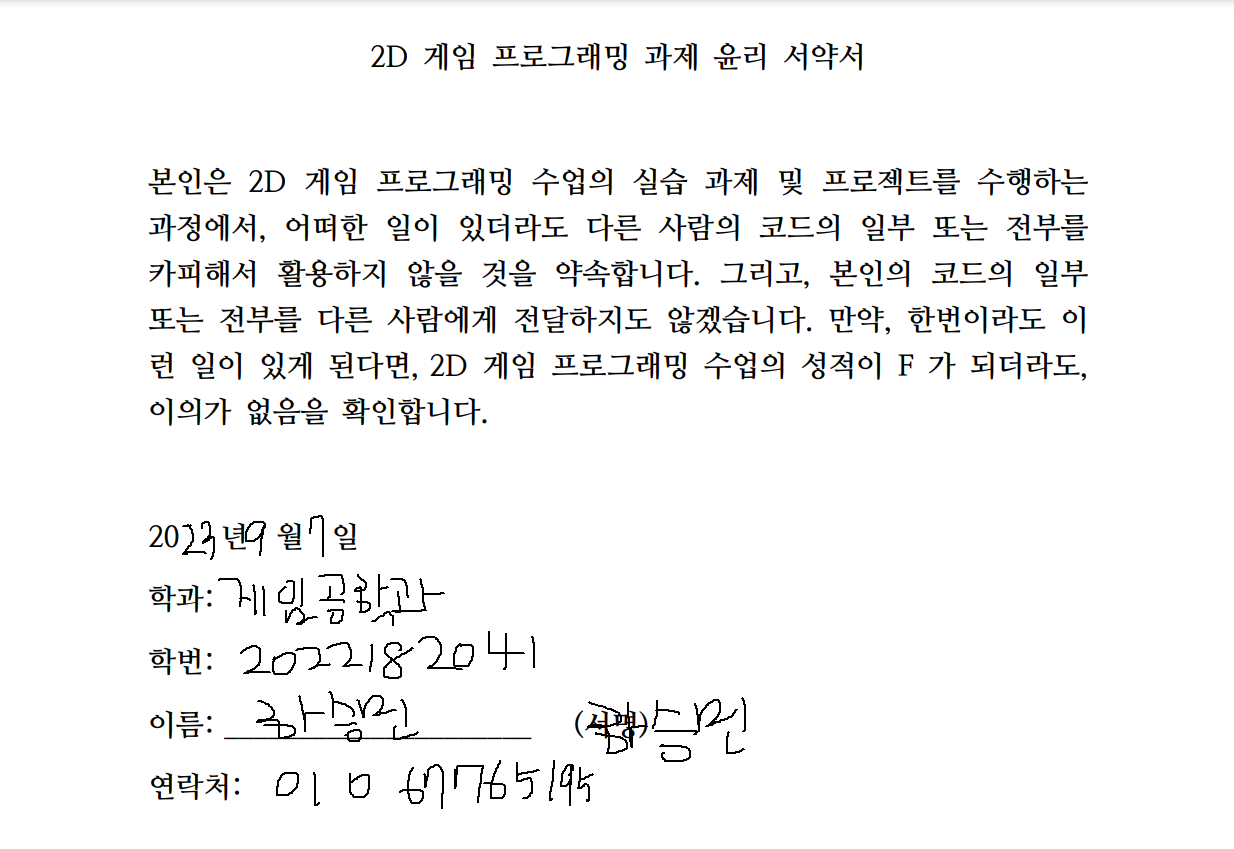 2D 게임 프로그래밍 과제 윤리 서약서
본인은 2D 게임 프로그래밍 수업의 실습 과제 및 프로젝트를 수행하는
과정에서, 어떠한 일이 있더라도 다른 사람의 코드의 일부 또는 전부를
카피해서 활용하지 않을 것을 약속합니다. 그리고, 본인의 코드의 일부
또는 전부를 다른 사람에게 전달하지도 않겠습니다. 만약, 한번이라도 이
런 일이 있게 된다면, 2D 게임 프로그래밍 수업의 성적이 F 가 되더라도,
이의가 없음을 확인합니다.
2023년 9월 7일
학과: 게임공학과
학번: 2022182041
이름: 승민 (서명) 승민
연락처: 010 67765195